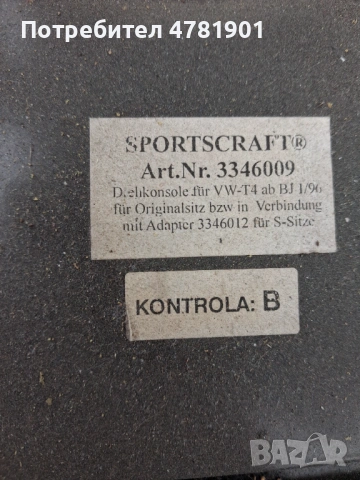 Потребител 4781901
SPORTSCRAFT®
Art.Nr. 3346009
Drehkonsole für VW-T4 ab BJ 1/96
für Originalsitz bzw in Verbindung
mit Adapter 3346012 für S-Sitze
KONTROLA: B
BAZAR